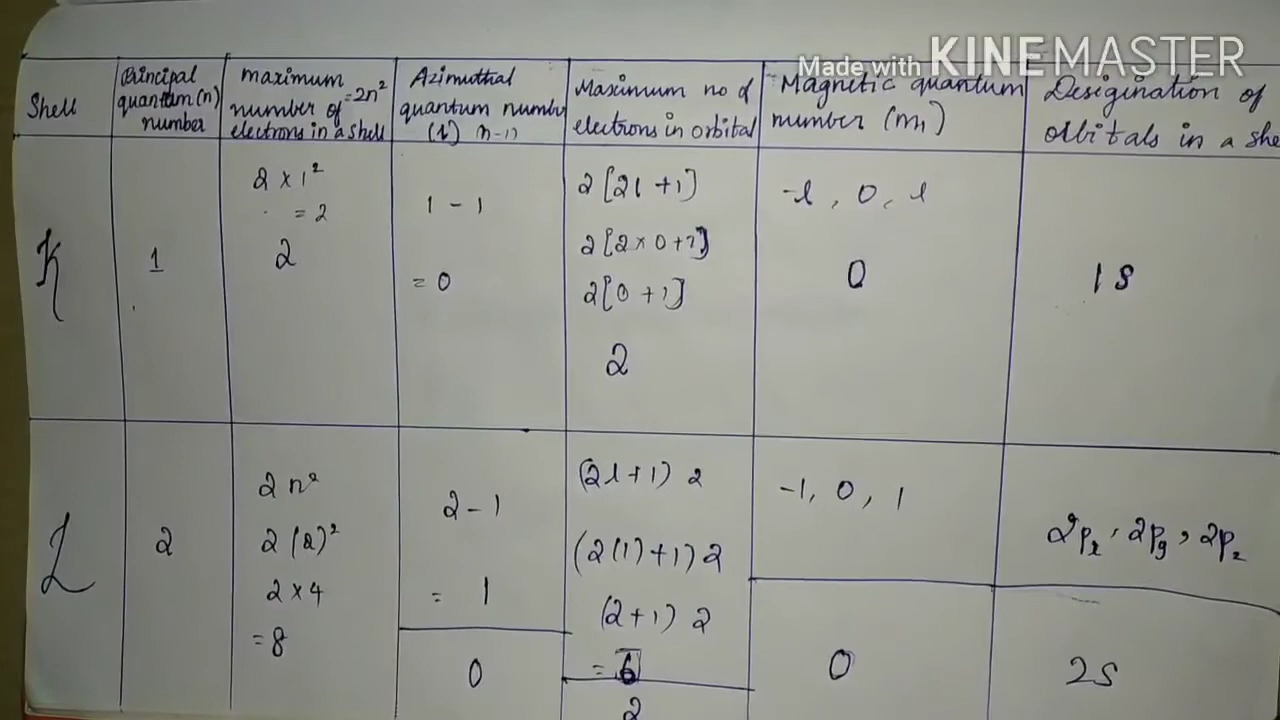 Made with KINEMASTER
Shell
Principal
quantum (n)
number
maximum
number of = 2n²
electrons in a shell
Azimuthal
quantum number
(l) n-1)
Maximum no of
electrons in orbital
Magnetic quantum
number (m1)
Desigination of
orbitals in a she
K
1
2 × 1²
= 2
2
1 - 1
= 0
2[2l +1]
2[2×0+1]
2[0 +1]
2
-l, 0, l
0
1s
L
2
2n²
2(2)²
2×4
=8
2-1
= 1
0
(2l+1) 2
(2(1)+1) 2
(2+1) 2
= 6
2
-1, 0, 1
0
2px, 2py, 2pz
2s